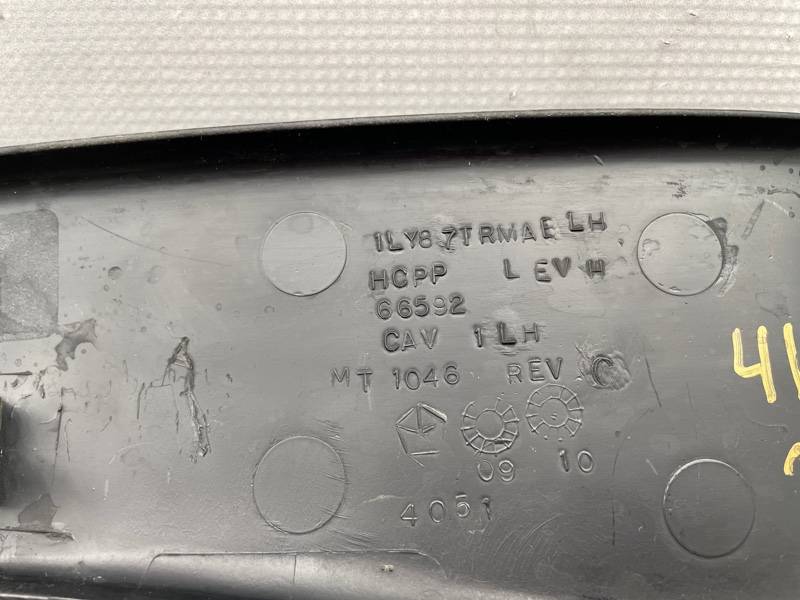 1LY87TRMAE LH
HCPP L EV H
66592
CAV 1 LH
MT 1046 REV C
09 10
4051